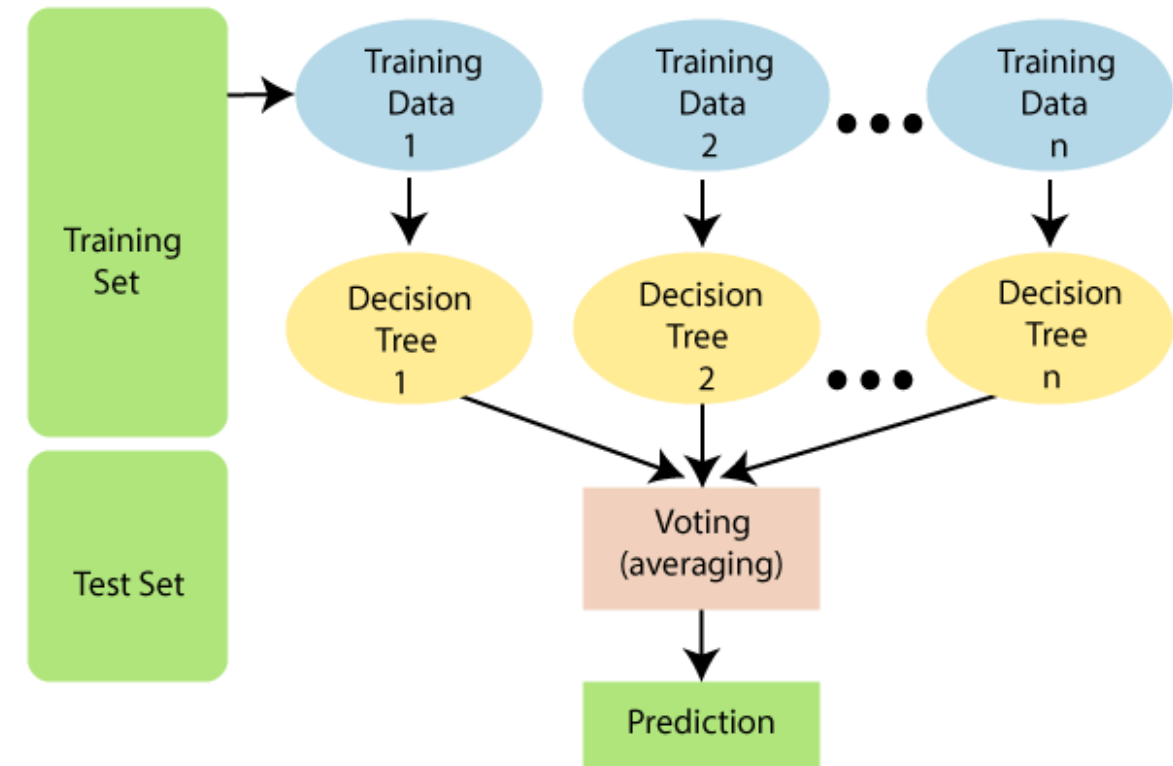 Training
Set
Test Set
Training
Data
1
Training
Data
2
Training
Data
n
Decision
Tree
1
Decision
Tree
2
Decision
Tree
n
Voting
(averaging)
Prediction